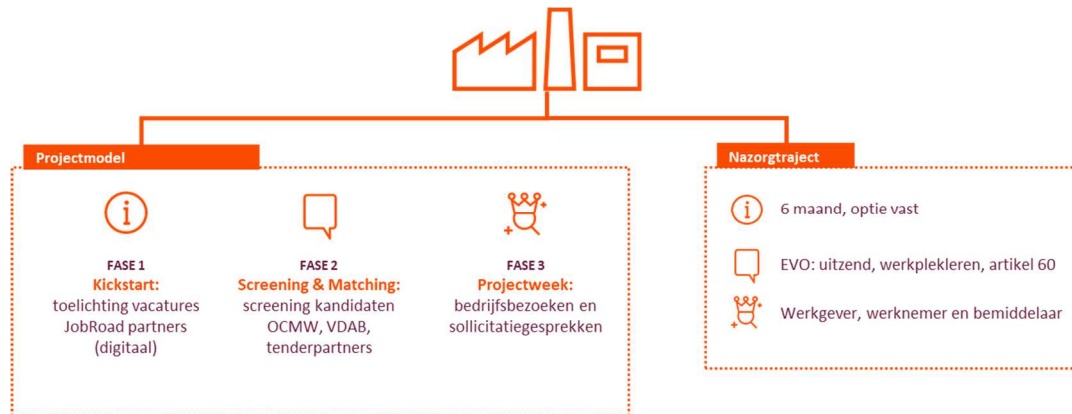 Projectmodel
FASE 1
Kickstart:
toelichting vacatures
JobRoad partners
(digitaal)
FASE 2
Screening & Matching:
screening kandidaten
OCMW, VDAB,
tenderpartners
FASE 3
Projectweek:
bedrijfsbezoeken en
sollicitatiegesprekken
Nazorgtraject
6 maand, optie vast
EVO: uitzend, werkplekleren, artikel 60
Werkgever, werknemer en bemiddelaar